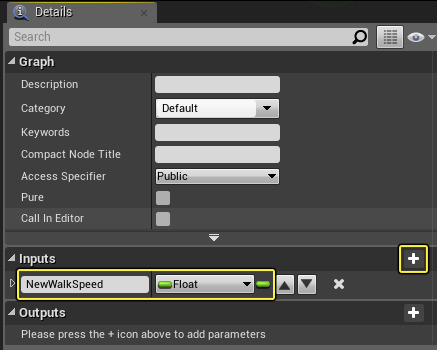 Details
Search
Graph
Description
Category Default
Keywords
Compact Node Title
Access Specifier Public
Pure
Call In Editor
Inputs
NewWalkSpeed Float
Outputs
Please press the + icon above to add parameters